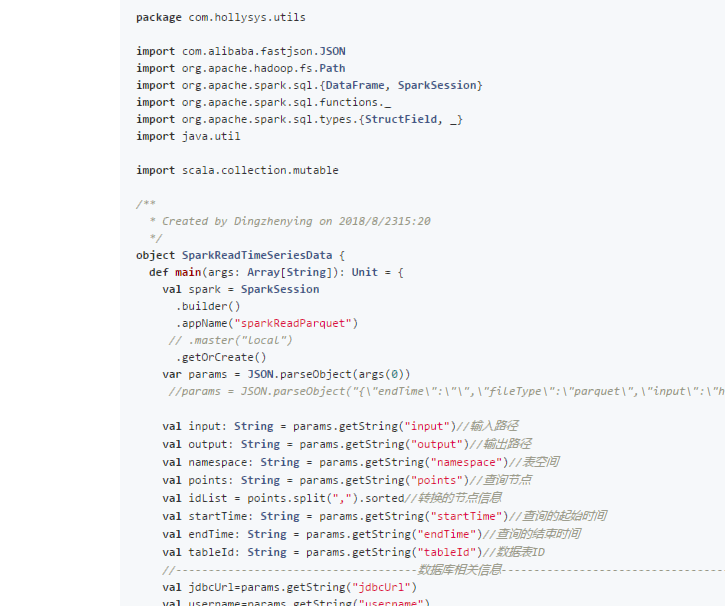 package com.hollysys.utils
import com.alibaba.fastjson.JSON
import org.apache.hadoop.fs.Path
import org.apache.spark.sql.{DataFrame, SparkSession}
import org.apache.spark.sql.functions._
import org.apache.spark.sql.types.{StructField, _}
import java.util
import scala.collection.mutable
/**
* Created by Dingzhenying on 2018/8/2315:20
*/
object SparkReadTimeSeriesData {
def main(args: Array[String]): Unit = {
val spark = SparkSession
.builder()
.appName("sparkReadParquet")
// .master("local")
.getOrCreate()
var params = JSON.parseObject(args(0))
//params = JSON.parseObject("{\"endTime\":\"\",\"fileType\":\"parquet\",\"input\":\"h
val input: String = params.getString("input")//输入路径
val output: String = params.getString("output")//输出路径
val namespace: String = params.getString("namespace")//表空间
val points: String = params.getString("points")//查询节点
val idList = points.split(",").sorted//转换的节点信息
val startTime: String = params.getString("startTime")//查询的起始时间
val endTime: String = params.getString("endTime")//查询的结束时间
val tableId: String = params.getString("tableId")//数据表ID
//-------------------------------------数据库相关信息----------------------------------
val jdbcUrl=params.getString("jdbcUrl")
val username=params.getString("username")